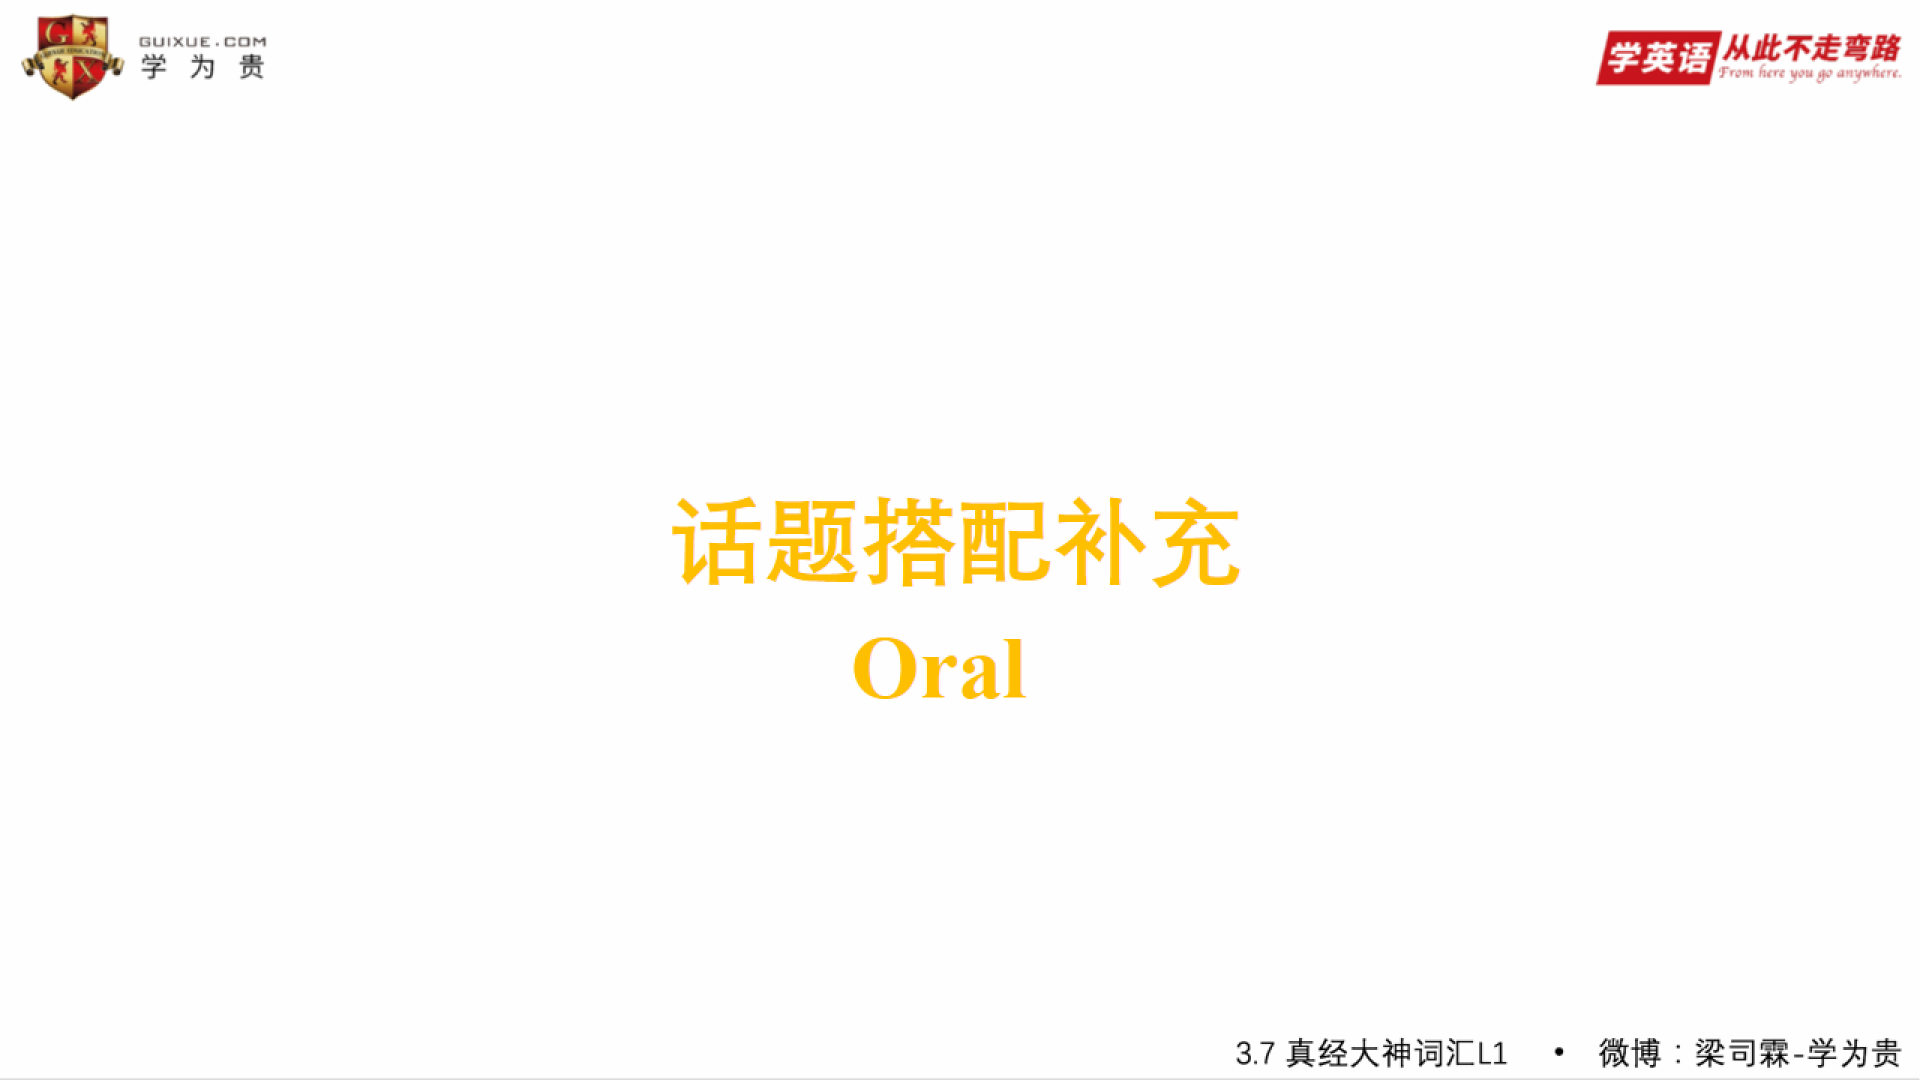 GUIXUE.COM
学为贵
学英语 从此不走弯路
From here you go anywhere.
话题搭配补充
Oral
3.7 真经大神词汇L1 • 微博：梁司霖-学为贵